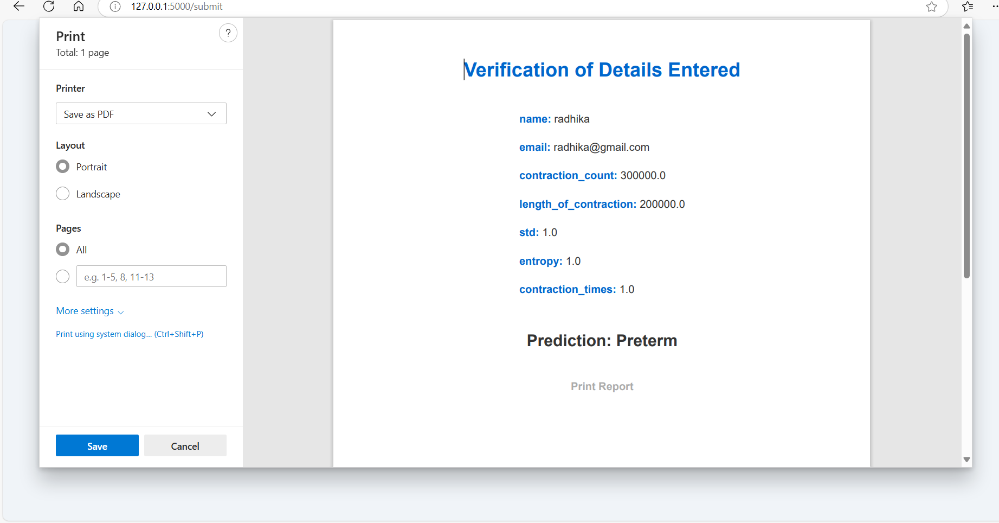 127.0.0.1:5000/submit
Print
?
Total: 1 page
Printer
Save as PDF
Layout
Portrait
Landscape
Pages
All
e.g. 1-5, 8, 11-13
More settings
Print using system dialog... (Ctrl+Shift+P)
Save
Cancel
Verification of Details Entered
name: radhika
email: radhika@gmail.com
contraction_count: 300000.0
length_of_contraction: 200000.0
std: 1.0
entropy: 1.0
contraction_times: 1.0
Prediction: Preterm
Print Report